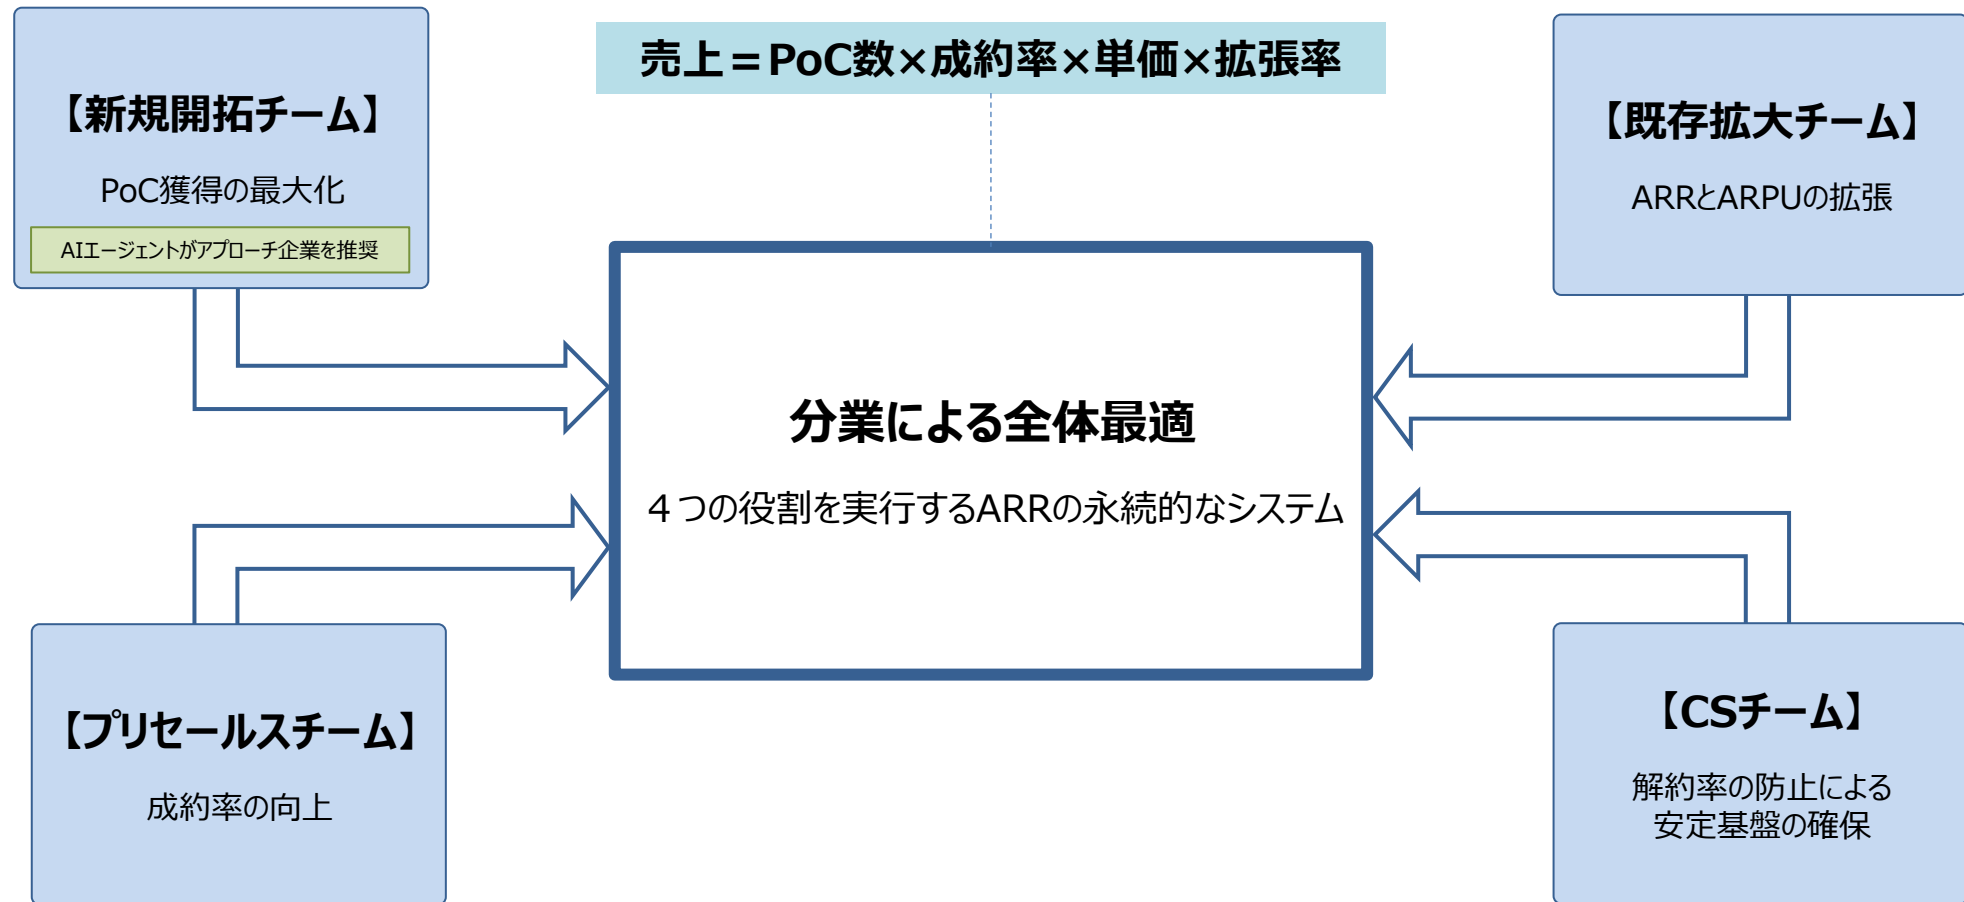 売上＝PoC数×成約率×単価×拡張率
【新規開拓チーム】
PoC獲得の最大化
AIエージェントがアプローチ企業を推奨
【既存拡大チーム】
ARRとARPUの拡張
分業による全体最適
４つの役割を実行するARRの永続的なシステム
【プリセールスチーム】
成約率の向上
【CSチーム】
解約率の防止による
安定基盤の確保